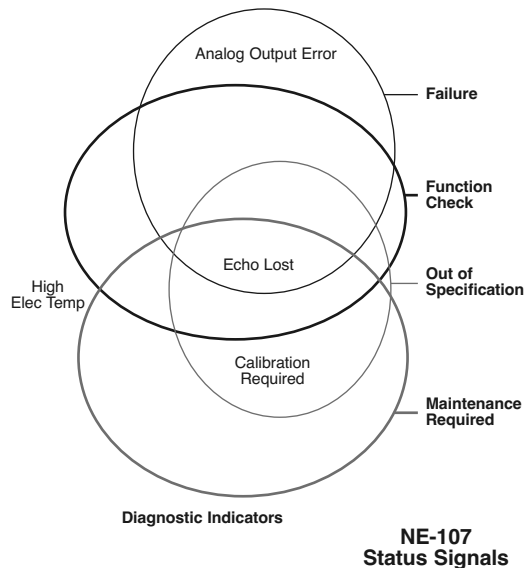 Analog Output Error
Failure
Function
Check
Echo Lost
High
Elec Temp
Out of
Specification
Calibration
Required
Maintenance
Required
Diagnostic Indicators
NE-107
Status Signals